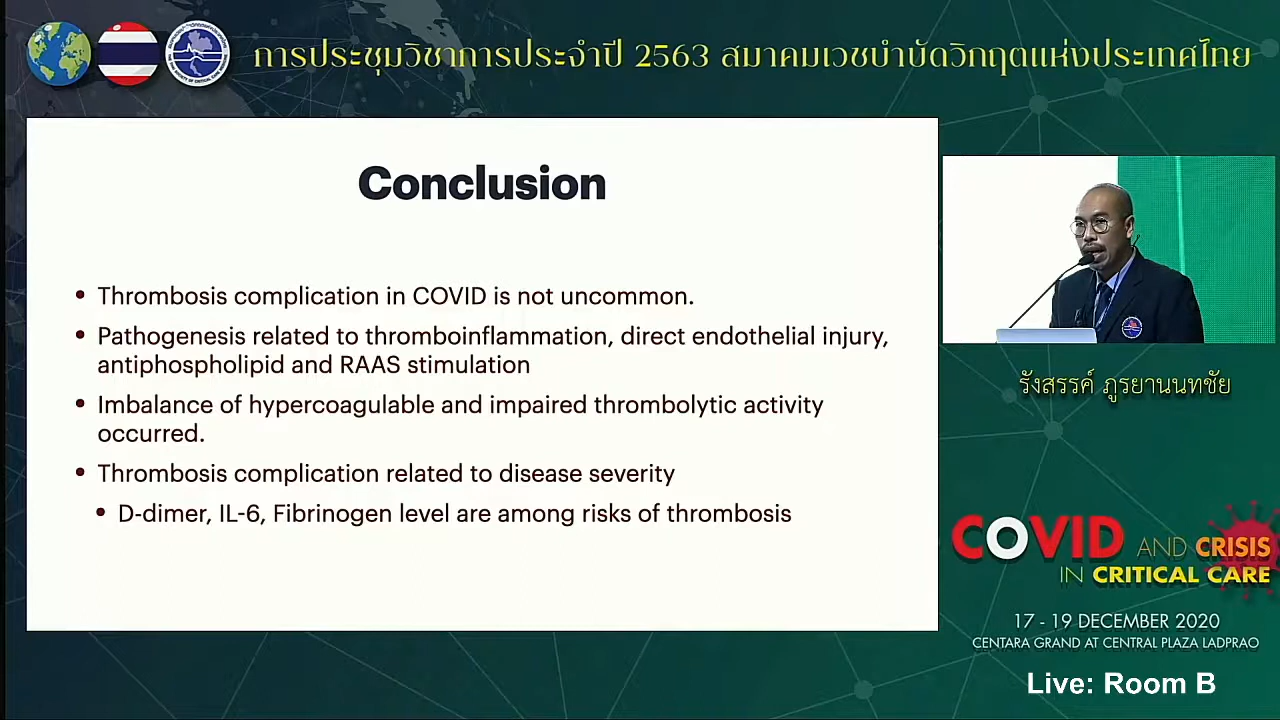 การประชุมวิชาการประจำปี 2563 สมาคมเวชบำบัดวิกฤตแห่งประเทศไทย
Conclusion
• Thrombosis complication in COVID is not uncommon.
• Pathogenesis related to thromboinflammation, direct endothelial injury,
antiphospholipid and RAAS stimulation
• Imbalance of hypercoagulable and impaired thrombolytic activity
occurred.
• Thrombosis complication related to disease severity
• D-dimer, IL-6, Fibrinogen level are among risks of thrombosis
รังสรรค์ ภูรยานนทชัย
COVID AND CRISIS
IN CRITICAL CARE
17 - 19 DECEMBER 2020
CENTARA GRAND AT CENTRAL PLAZA LADPRAO
Live: Room B